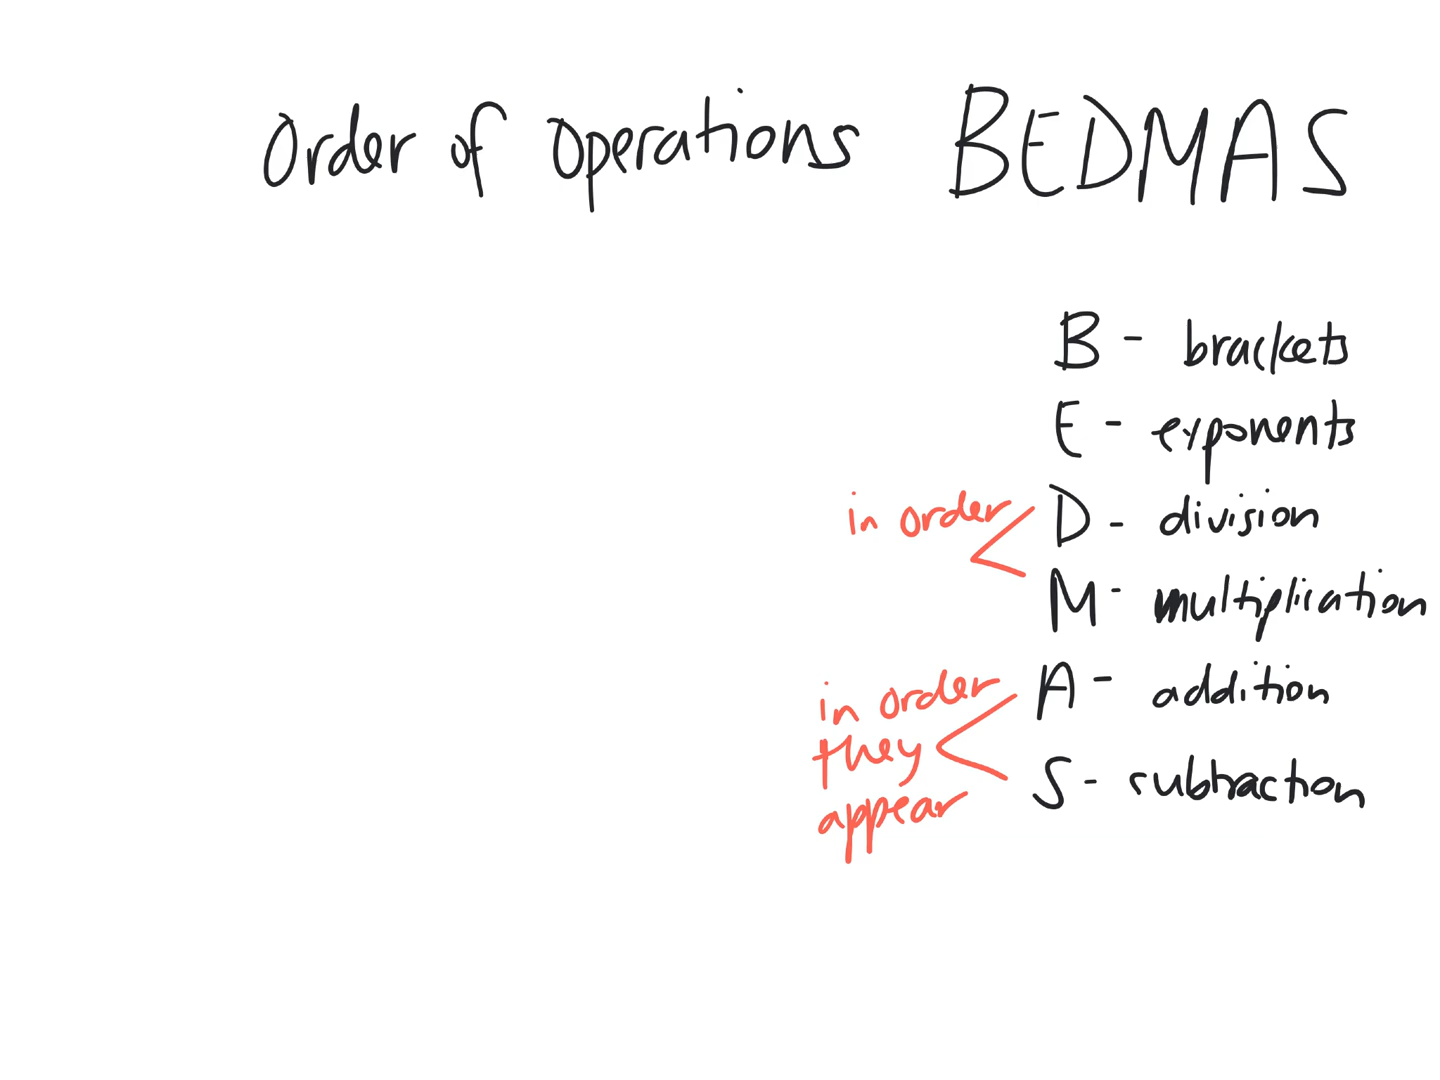 Order of Operations BEDMAS
B - brackets
E - exponents
in order D - division
M - multiplication
in order A - addition
they
appear S - subtraction